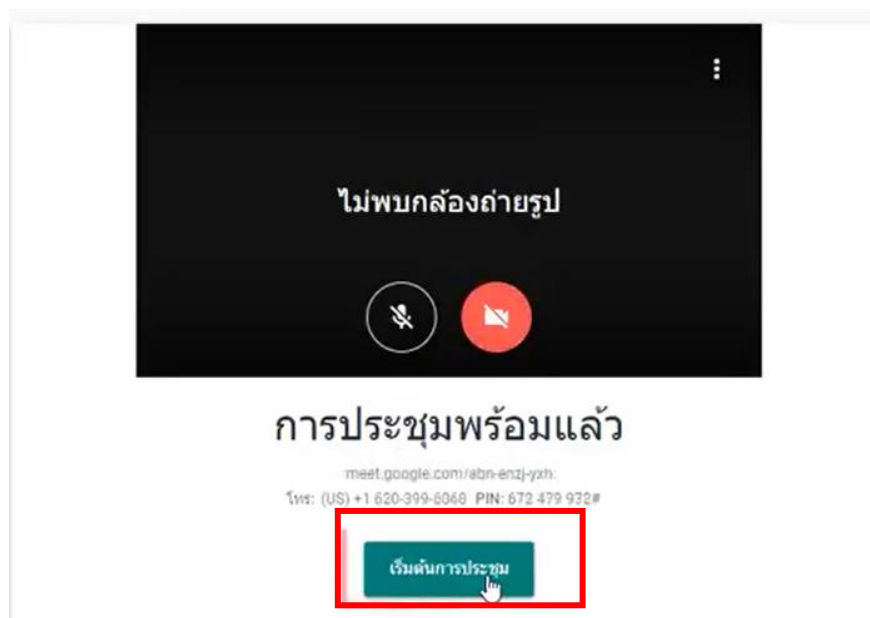 ไม่พบกล้องถ่ายรูป
การประชุมพร้อมแล้ว
meet.google.com/abn-enzj-yxh
โทร: (US) +1 620-399-6068 PIN: 672 479 932#
เริ่มต้นการประชุม